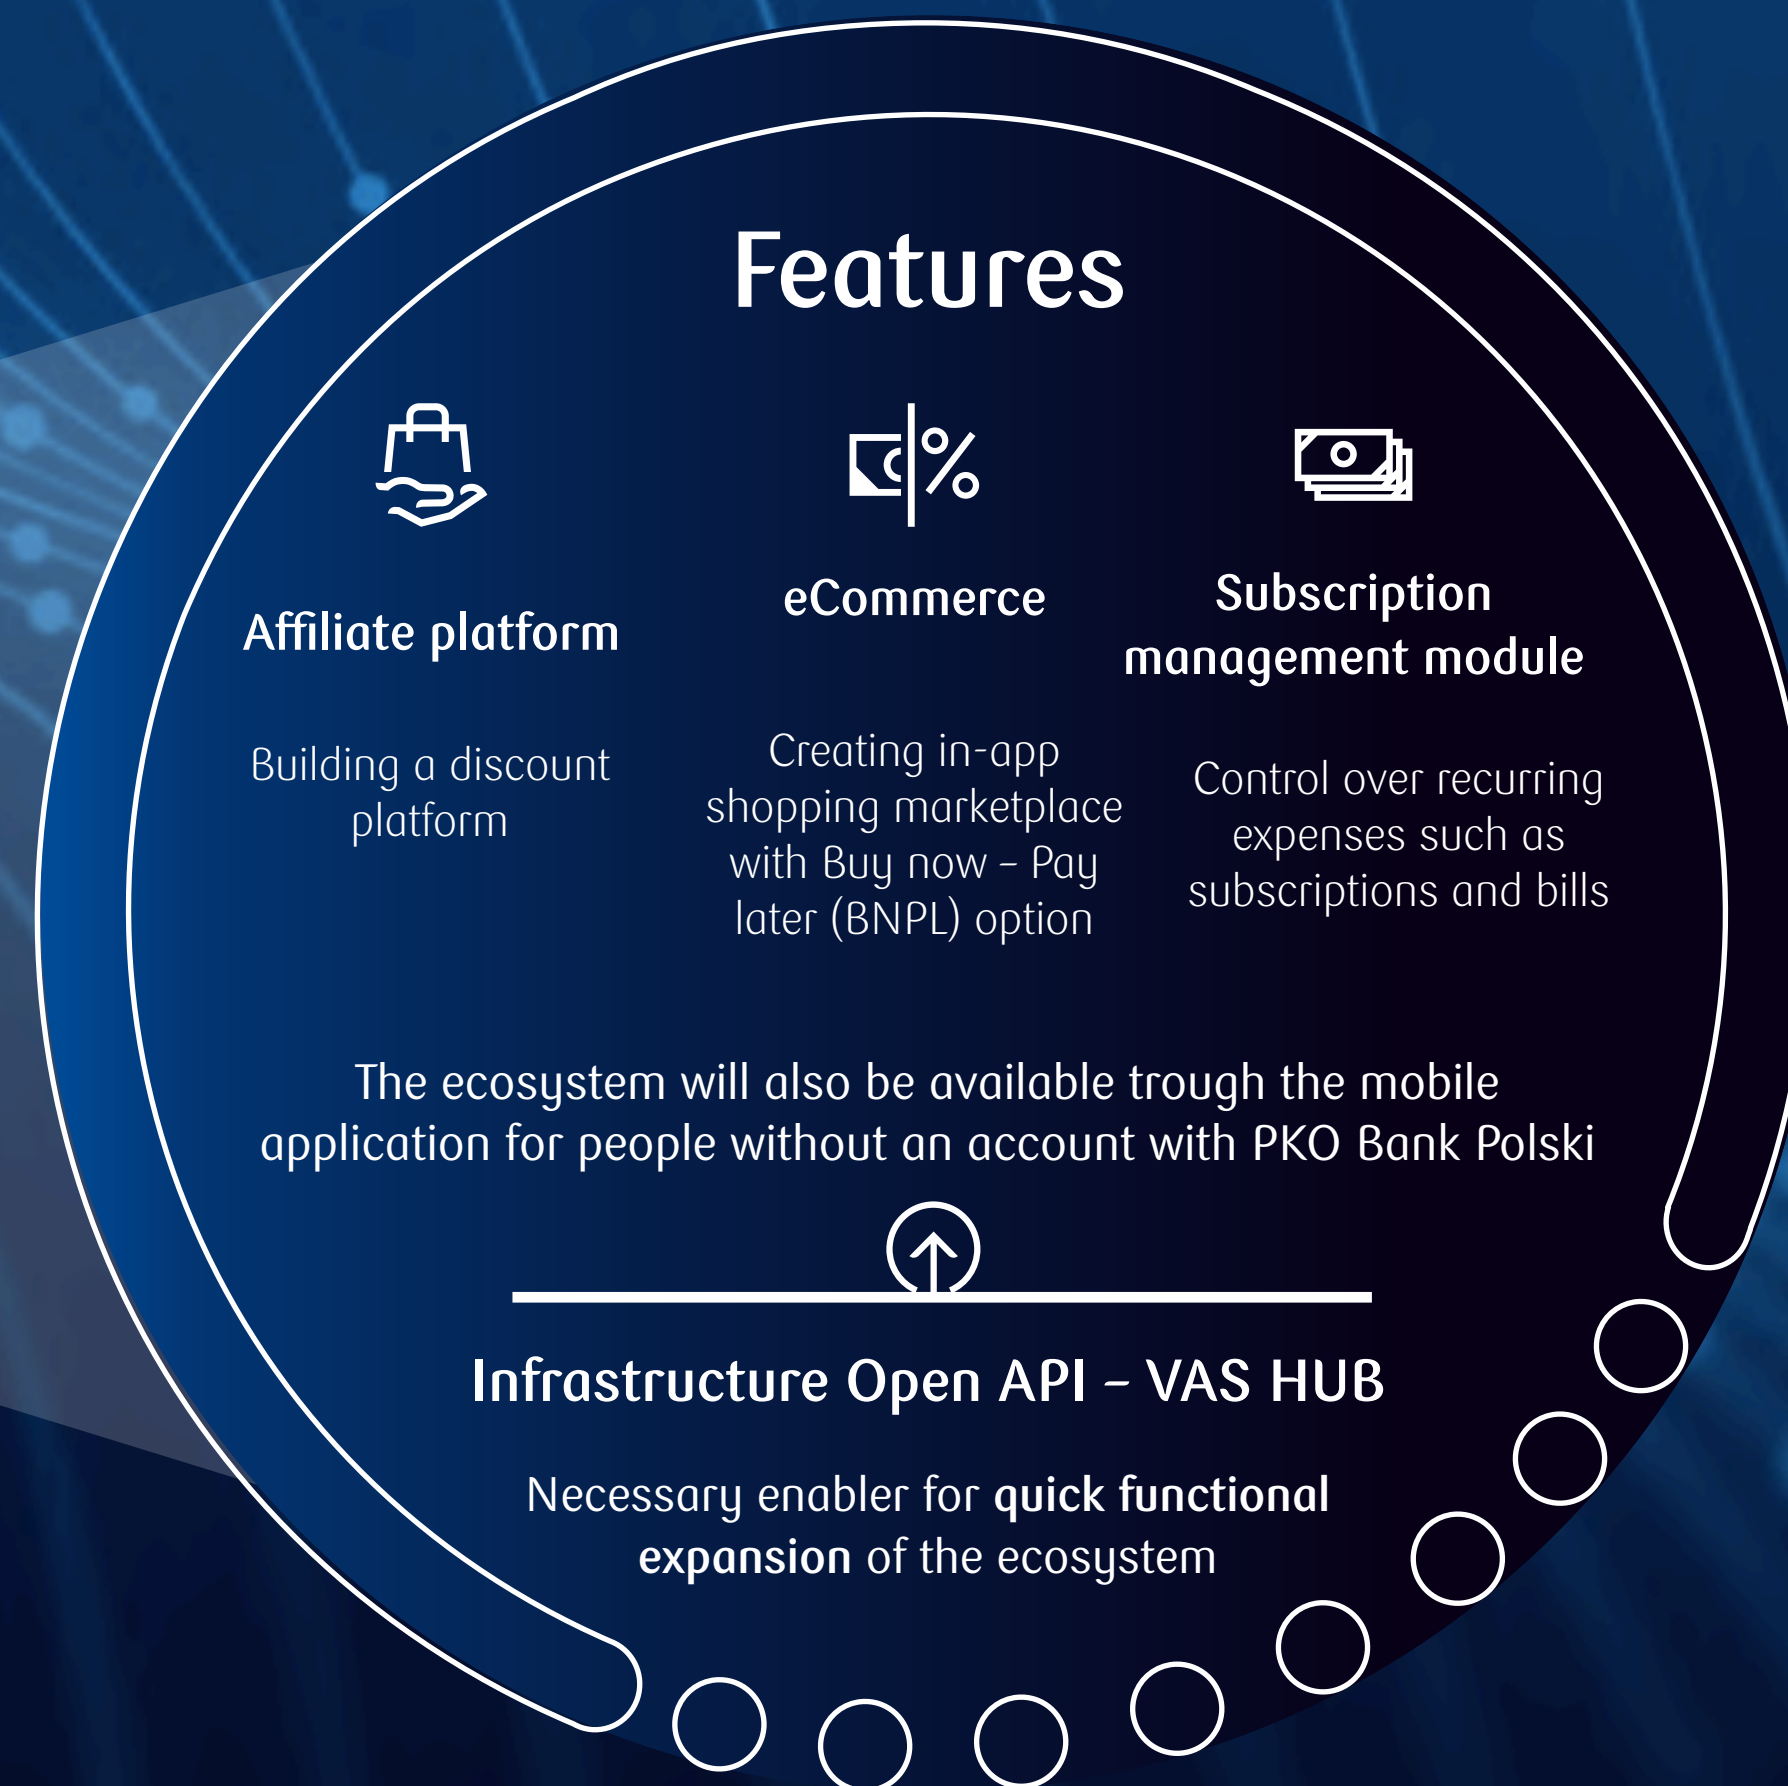 Features
Affiliate platform
Building a discount
platform
eCommerce
Creating in-app
shopping marketplace
with Buy now – Pay
later (BNPL) option
Subscription
management module
Control over recurring
expenses such as
subscriptions and bills
The ecosystem will also be available trough the mobile
application for people without an account with PKO Bank Polski
Infrastructure Open API – VAS HUB
Necessary enabler for quick functional
expansion of the ecosystem